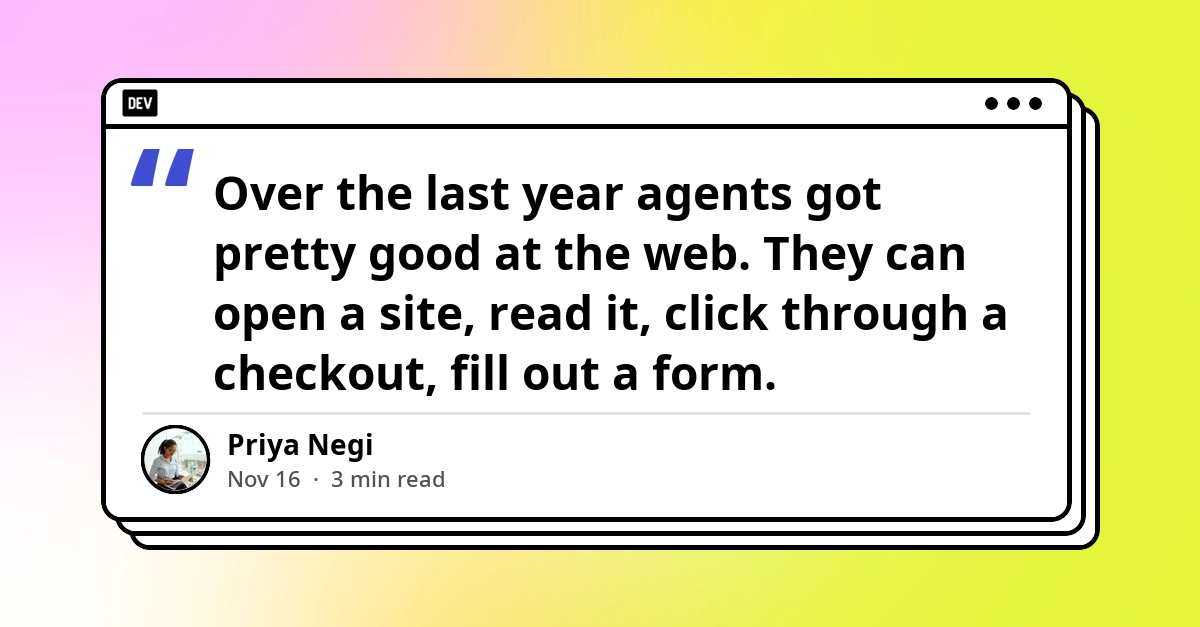 DEV
“Over the last year agents got
pretty good at the web. They can
open a site, read it, click through a
checkout, fill out a form.
Priya Negi
Nov 16 · 3 min read